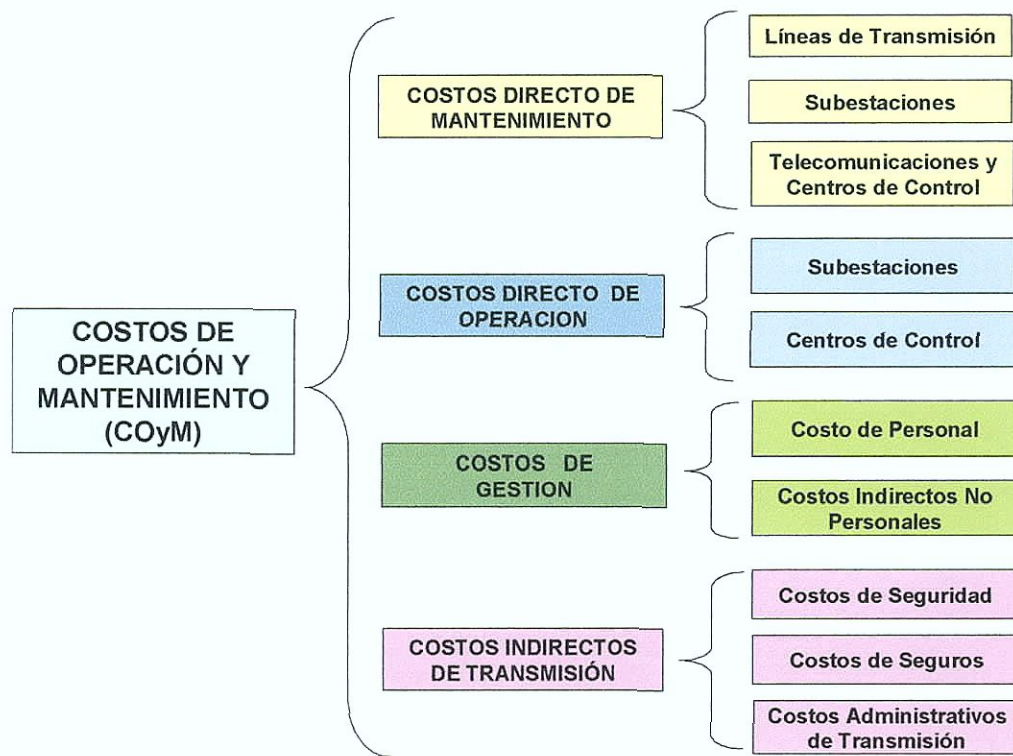 COSTOS DE
OPERACIÓN Y
MANTENIMIENTO
(COyM)
COSTOS DIRECTO DE
MANTENIMIENTO
Líneas de Transmisión
Subestaciones
Telecomunicaciones y
Centros de Control
COSTOS DIRECTO DE
OPERACION
Subestaciones
Centros de Control
COSTOS DE
GESTION
Costo de Personal
Costos Indirectos No
Personales
COSTOS INDIRECTOS
DE TRANSMISIÓN
Costos de Seguridad
Costos de Seguros
Costos Administrativos
de Transmisión